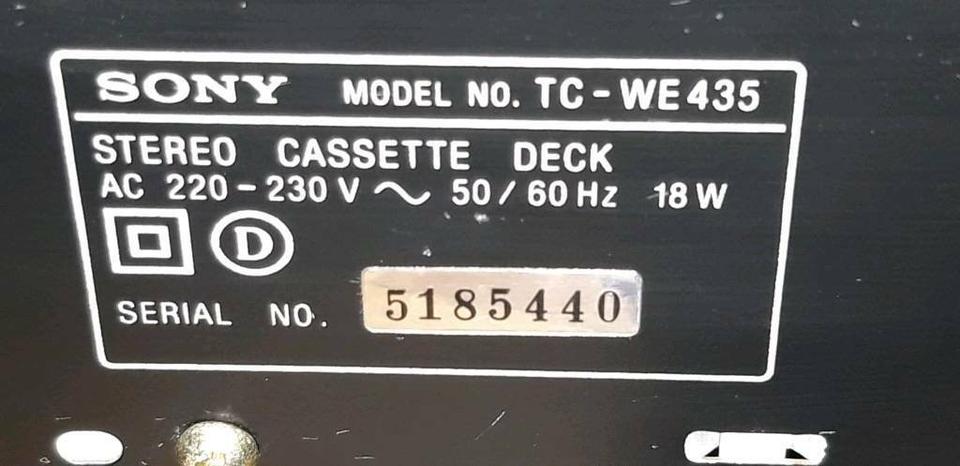 SONY MODEL NO. TC-WE435
STEREO CASSETTE DECK
AC 220-230 V ～ 50/60 Hz 18 W
D
SERIAL NO. 5185440